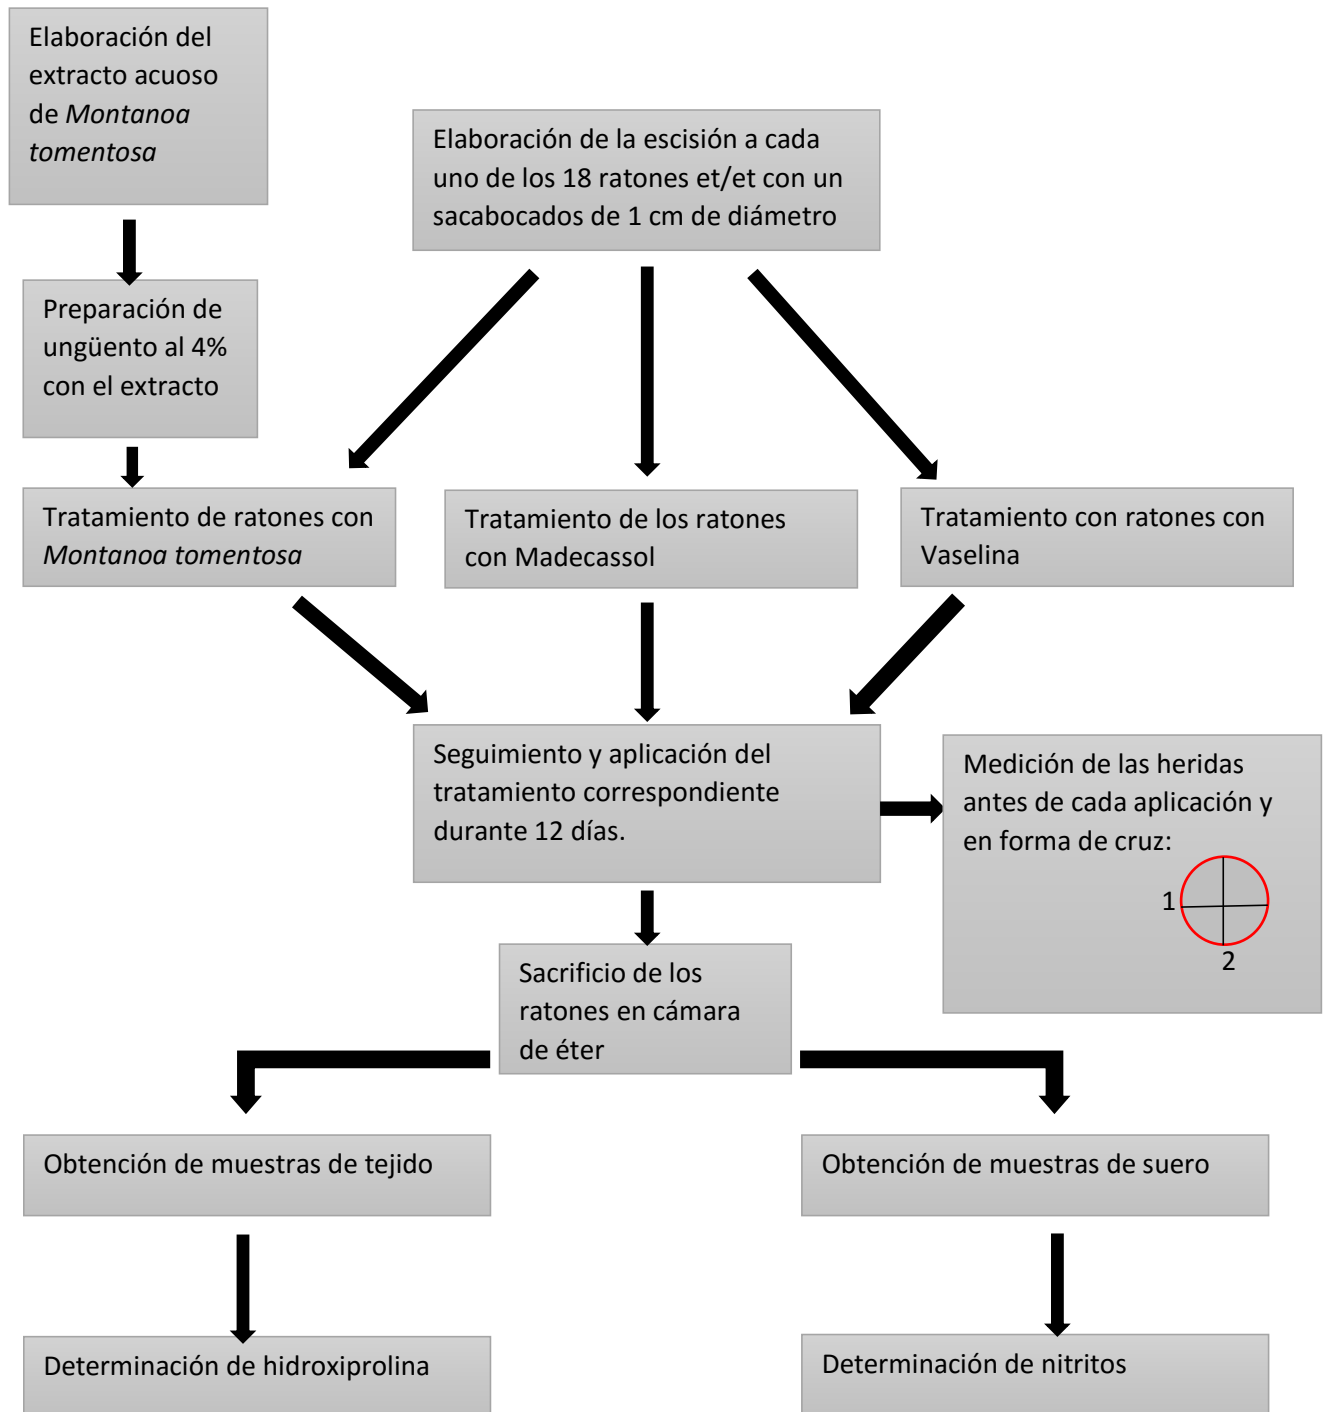 Elaboración del
extracto acuoso
de Montanoa
tomentosa
Elaboración de la escisión a cada
uno de los 18 ratones et/et con un
sacabocados de 1 cm de diámetro
Preparación de
ungüento al 4%
con el extracto
Tratamiento de ratones con
Montanoa tomentosa
Tratamiento de los ratones
con Madecassol
Tratamiento con ratones con
Vaselina
Seguimiento y aplicación del
tratamiento correspondiente
durante 12 días.
Medición de las heridas
antes de cada aplicación y
en forma de cruz:
1
2
Sacrificio de los
ratones en cámara
de éter
Obtención de muestras de tejido
Obtención de muestras de suero
Determinación de hidroxiprolina
Determinación de nitritos